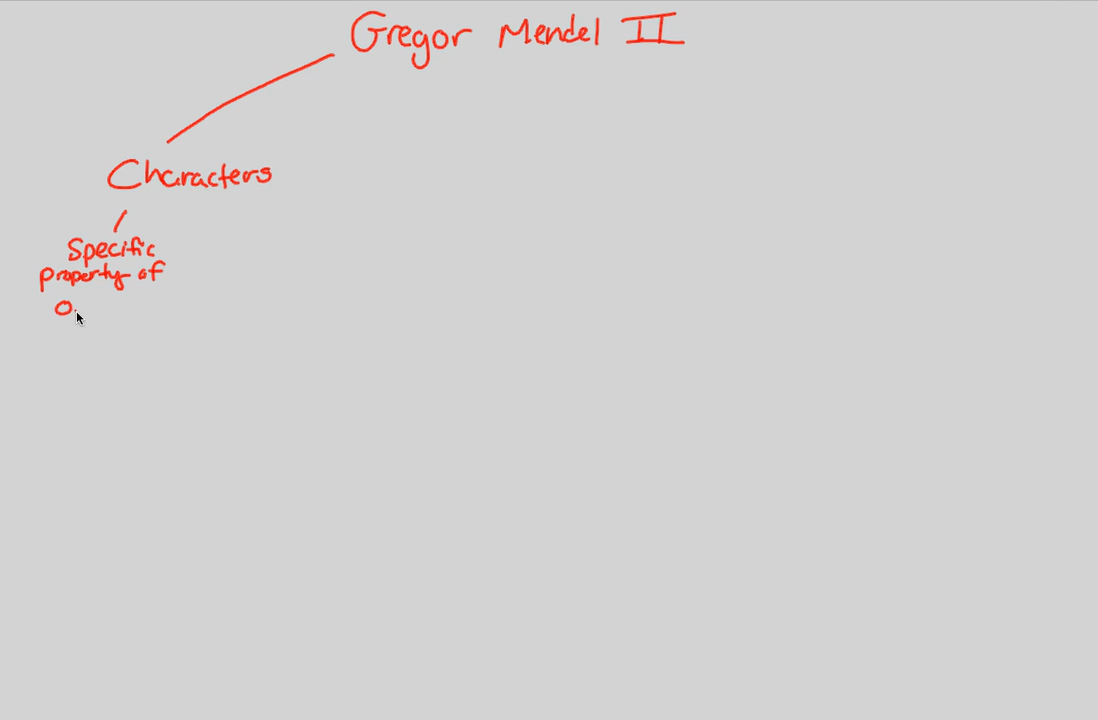 Gregor Mendel II
Characters
Specific
property of
o